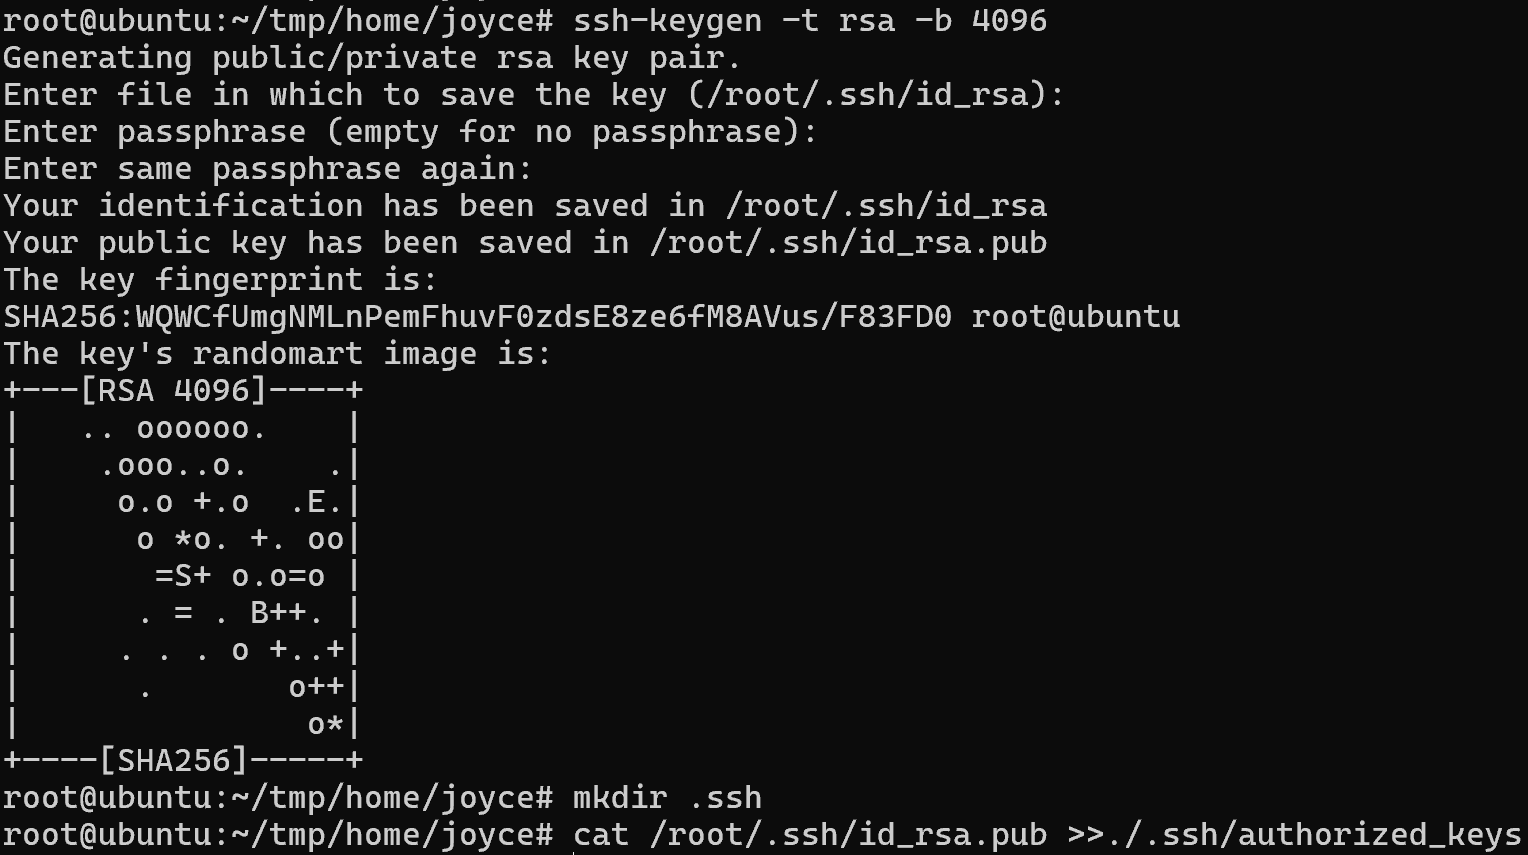 root@ubuntu:~/tmp/home/joyce# ssh-keygen -t rsa -b 4096
Generating public/private rsa key pair.
Enter file in which to save the key (/root/.ssh/id_rsa):
Enter passphrase (empty for no passphrase):
Enter same passphrase again:
Your identification has been saved in /root/.ssh/id_rsa
Your public key has been saved in /root/.ssh/id_rsa.pub
The key fingerprint is:
SHA256:WQWCfUmgNMLnPemFhuvF0zdsE8ze6fM8AVus/F83FD0 root@ubuntu
The key's randomart image is:
+---[RSA 4096]----+
|   .. oooooo.    |
|    .ooo..o.    .|
|     o.o +.o  .E.|
|      o *o. +. oo|
|       =S+ o.o=o |
|      . = . B++. |
|     . . . o +..+|
|      .       o++|
|               o*|
+----[SHA256]-----+
root@ubuntu:~/tmp/home/joyce# mkdir .ssh
root@ubuntu:~/tmp/home/joyce# cat /root/.ssh/id_rsa.pub >>./.ssh/authorized_keys